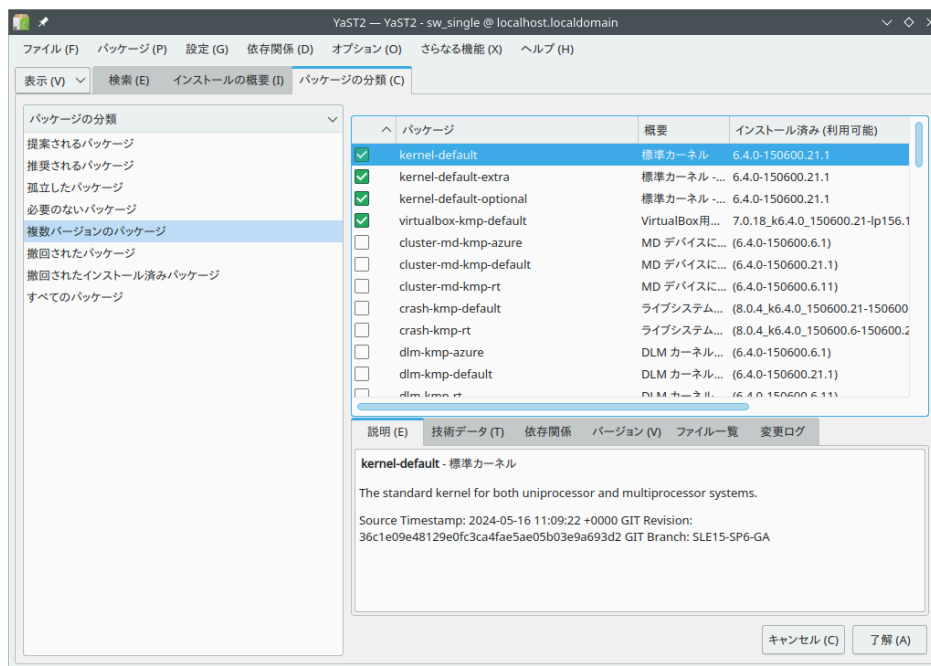 YaST2 — YaST2 - sw_single @ localhost.localdomain
ファイル (F) パッケージ (P) 設定 (G) 依存関係 (D) オプション (O) さらなる機能 (X) ヘルプ (H)
表示 (V) 検索 (E) インストールの概要 (I) パッケージの分類 (C)
パッケージの分類
提案されるパッケージ
推奨されるパッケージ
孤立したパッケージ
必要のないパッケージ
複数バージョンのパッケージ
撤回されたパッケージ
撤回されたインストール済みパッケージ
すべてのパッケージ
パッケージ 概要 インストール済み (利用可能)
kernel-default 標準カーネル 6.4.0-150600.21.1
kernel-default-extra 標準カーネル -... 6.4.0-150600.21.1
kernel-default-optional 標準カーネル -... 6.4.0-150600.21.1
virtualbox-kmp-default VirtualBox用... 7.0.18_k6.4.0_150600.21-lp156.1
cluster-md-kmp-azure MD デバイスに... (6.4.0-150600.6.1)
cluster-md-kmp-default MD デバイスに... (6.4.0-150600.21.1)
cluster-md-kmp-rt MD デバイスに... (6.4.0-150600.6.11)
crash-kmp-default ライブシステム... (8.0.4_k6.4.0_150600.21-150600
crash-kmp-rt ライブシステム... (8.0.4_k6.4.0_150600.6-150600.2
dlm-kmp-azure DLM カーネル... (6.4.0-150600.6.1)
dlm-kmp-default DLM カーネル... (6.4.0-150600.21.1)
dlm-kmp-rt DLM カーネル... (6.4.0-150600.6.11)
説明 (E) 技術データ (T) 依存関係 バージョン (V) ファイル一覧 変更ログ
kernel-default - 標準カーネル
The standard kernel for both uniprocessor and multiprocessor systems.
Source Timestamp: 2024-05-16 11:09:22 +0000 GIT Revision:
36c1e09e48129e0fc3ca4fae5ae05b03e9a693d2 GIT Branch: SLE15-SP6-GA
キャンセル (C) 了解 (A)